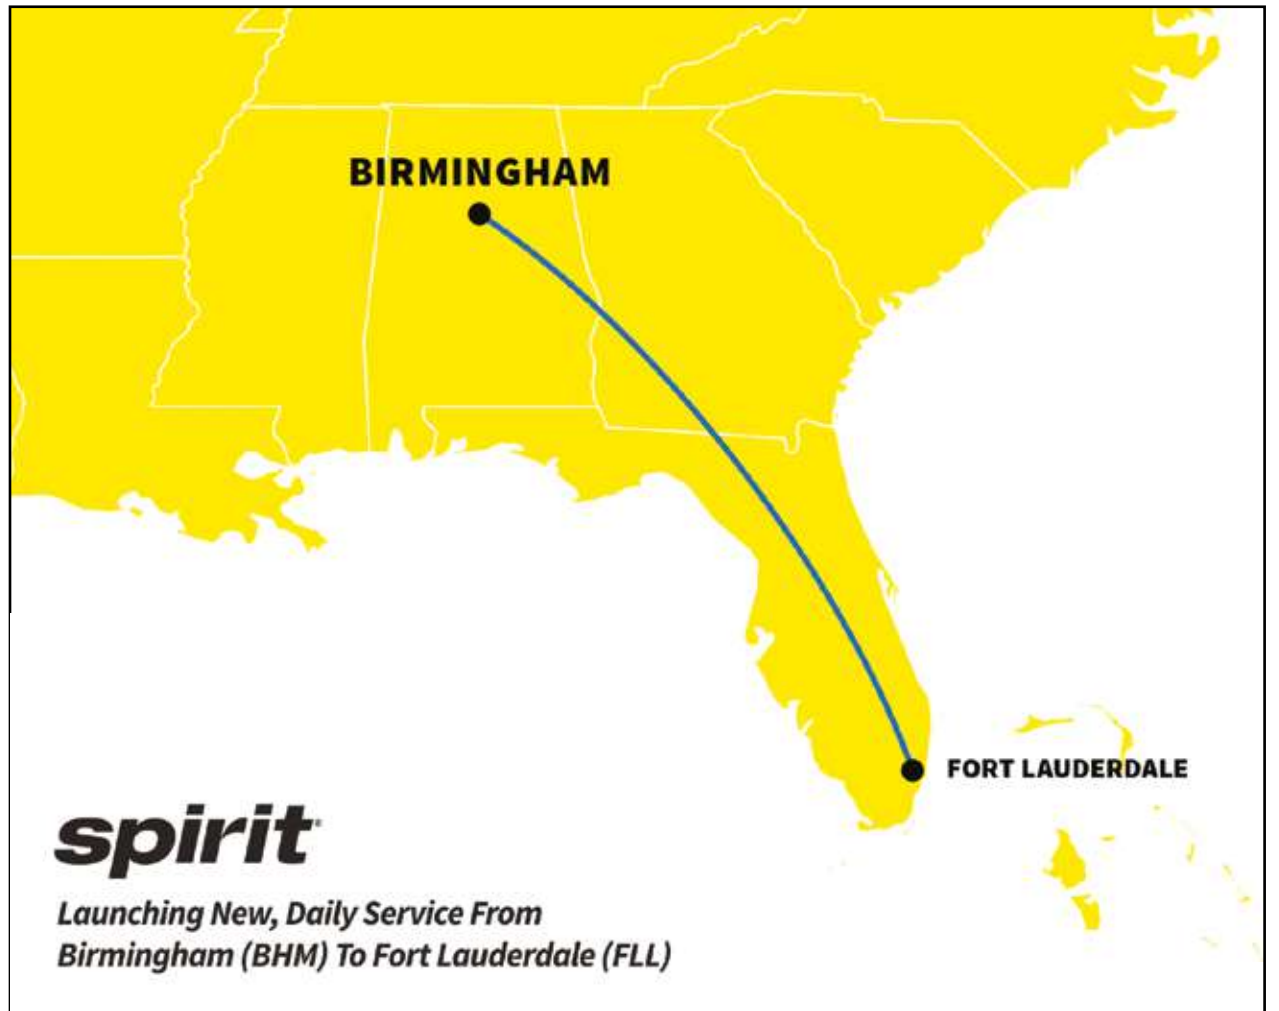 BIRMINGHAM
FORT LAUDERDALE
spirit
Launching New, Daily Service From
Birmingham (BHM) To Fort Lauderdale (FLL)